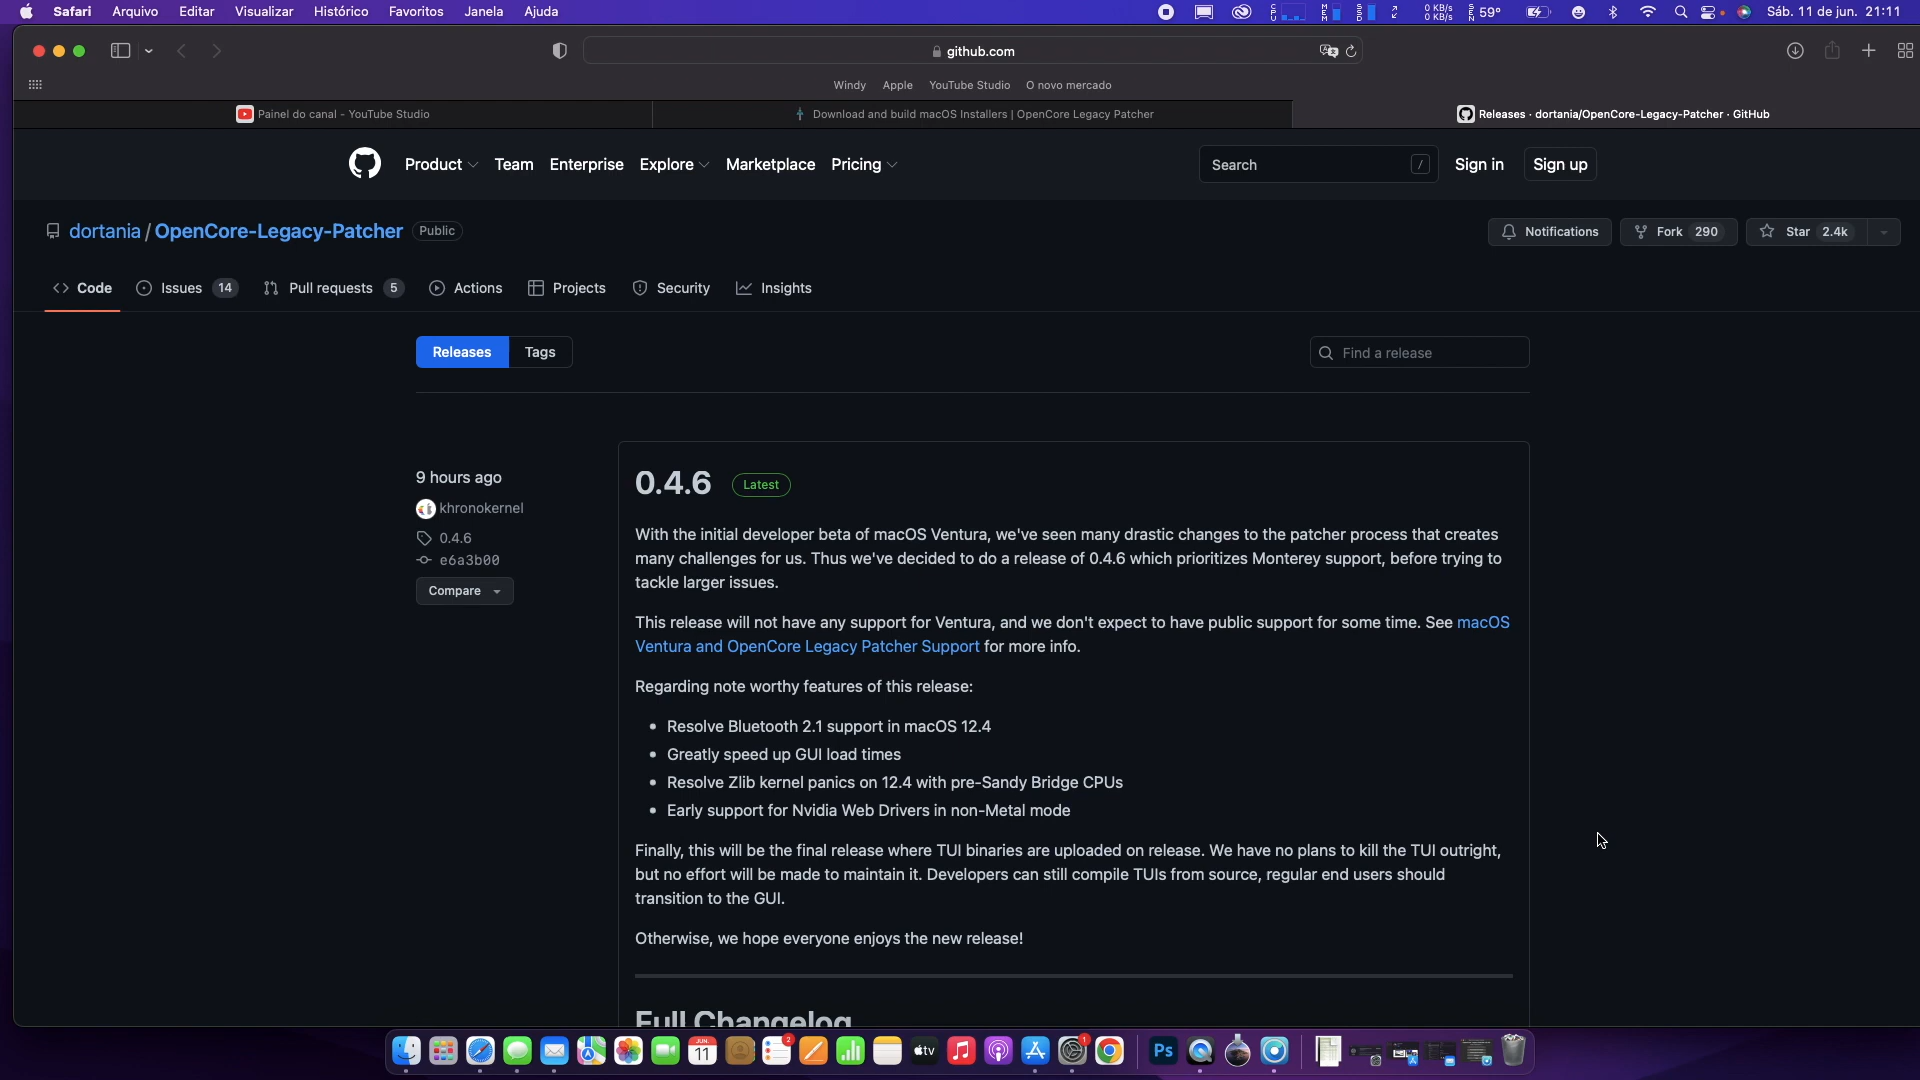 Safari Arquivo Editar Visualizar Histórico Favoritos Janela Ajuda 0 KB/s 0 KB/s 59° Sáb. 11 de jun. 21:11
github.com
Windy Apple YouTube Studio O novo mercado
Painel do canal - YouTube Studio Download and build macOS Installers | OpenCore Legacy Patcher Releases · dortania/OpenCore-Legacy-Patcher · GitHub
Product Team Enterprise Explore Marketplace Pricing Search / Sign in Sign up
dortania / OpenCore-Legacy-Patcher Public Notifications Fork 290 Star 2.4k
Code Issues 14 Pull requests 5 Actions Projects Security Insights
Releases Tags Find a release
9 hours ago
khronokernel
0.4.6
e6a3b00
Compare
0.4.6 Latest
With the initial developer beta of macOS Ventura, we've seen many drastic changes to the patcher process that creates
many challenges for us. Thus we've decided to do a release of 0.4.6 which prioritizes Monterey support, before trying to
tackle larger issues.
This release will not have any support for Ventura, and we don't expect to have public support for some time. See macOS
Ventura and OpenCore Legacy Patcher Support for more info.
Regarding note worthy features of this release:
• Resolve Bluetooth 2.1 support in macOS 12.4
• Greatly speed up GUI load times
• Resolve Zlib kernel panics on 12.4 with pre-Sandy Bridge CPUs
• Early support for Nvidia Web Drivers in non-Metal mode
Finally, this will be the final release where TUI binaries are uploaded on release. We have no plans to kill the TUI outright,
but no effort will be made to maintain it. Developers can still compile TUIs from source, regular end users should
transition to the GUI.
Otherwise, we hope everyone enjoys the new release!
Full Changelog
JUN. 11 2 tv 1 Ps